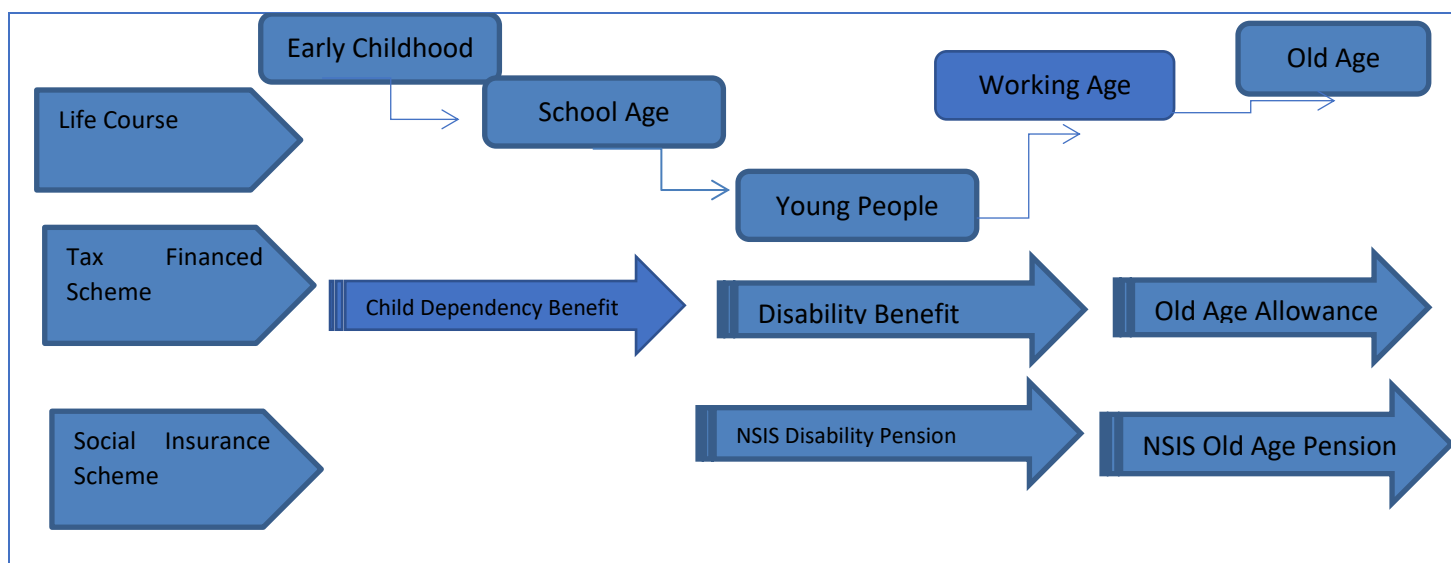 Early Childhood
Old Age
Working Age
Life Course
School Age
Young People
Tax Financed
Scheme
Child Dependency Benefit
Disability Benefit
Old Age Allowance
Social Insurance
Scheme
NSIS Disability Pension
NSIS Old Age Pension